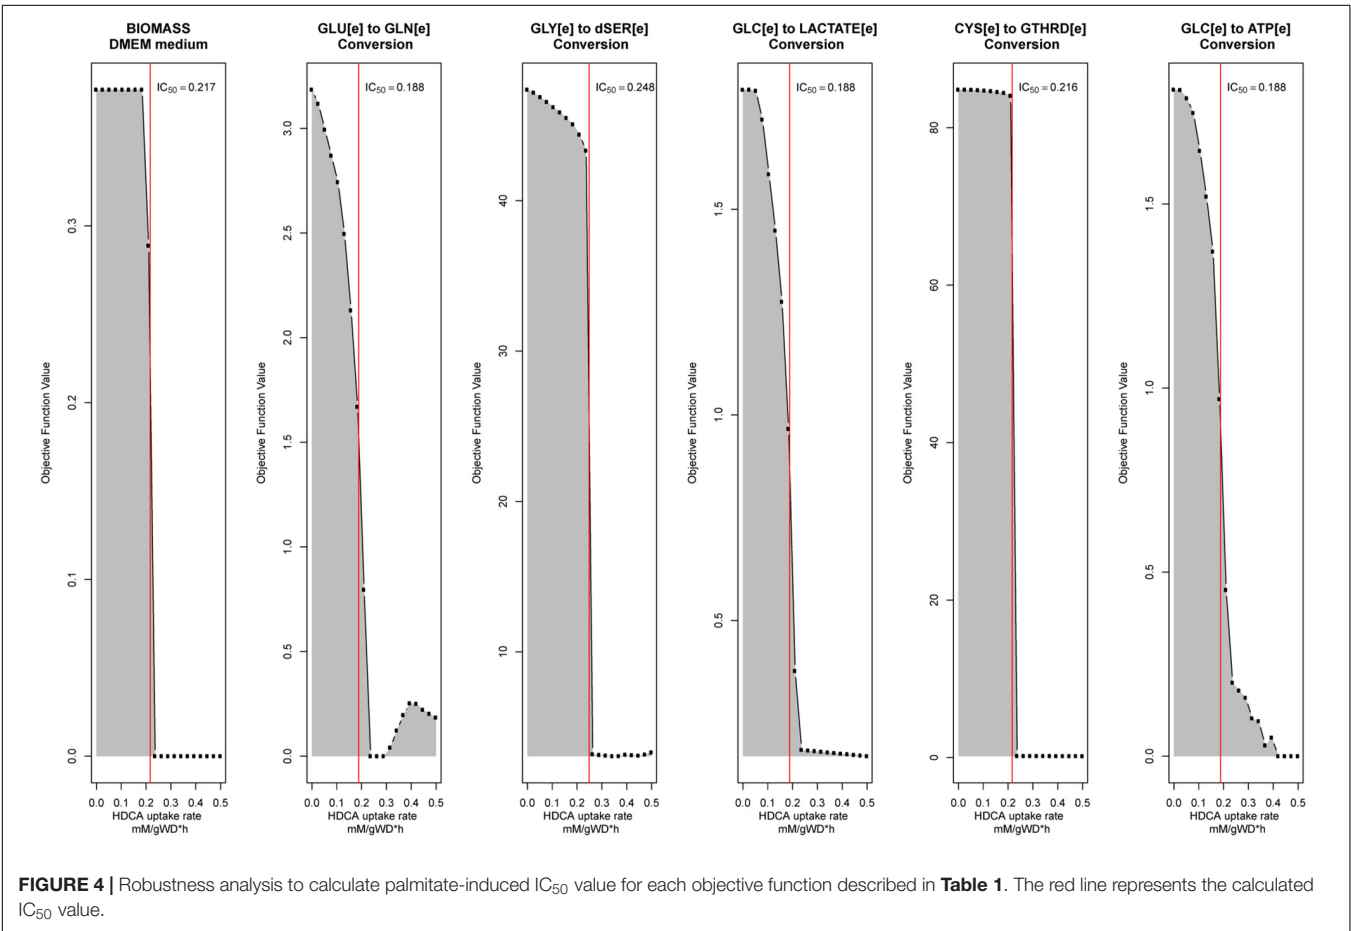 BIOMASS
DMEM medium
IC50 = 0.217
Objective Function Value
0.3
0.2
0.1
0.0
0.0 0.1 0.2 0.3 0.4 0.5
HDCA uptake rate
mM/gWD*h
GLU[e] to GLN[e]
Conversion
IC50 = 0.188
Objective Function Value
3.0
2.5
2.0
1.5
1.0
0.5
0.0
0.0 0.1 0.2 0.3 0.4 0.5
HDCA uptake rate
mM/gWD*h
GLY[e] to dSER[e]
Conversion
IC50 = 0.248
Objective Function Value
40
30
20
10
0.0 0.1 0.2 0.3 0.4 0.5
HDCA uptake rate
mM/gWD*h
GLC[e] to LACTATE[e]
Conversion
IC50 = 0.188
Objective Function Value
1.5
1.0
0.5
0.0 0.1 0.2 0.3 0.4 0.5
HDCA uptake rate
mM/gWD*h
CYS[e] to GTHRD[e]
Conversion
IC50 = 0.216
Objective Function Value
80
60
40
20
0
0.0 0.1 0.2 0.3 0.4 0.5
HDCA uptake rate
mM/gWD*h
GLC[e] to ATP[e]
Conversion
IC50 = 0.188
Objective Function Value
1.5
1.0
0.5
0.0
0.0 0.1 0.2 0.3 0.4 0.5
HDCA uptake rate
mM/gWD*h
FIGURE 4 | Robustness analysis to calculate palmitate-induced IC50 value for each objective function described in Table 1. The red line represents the calculated
IC50 value.